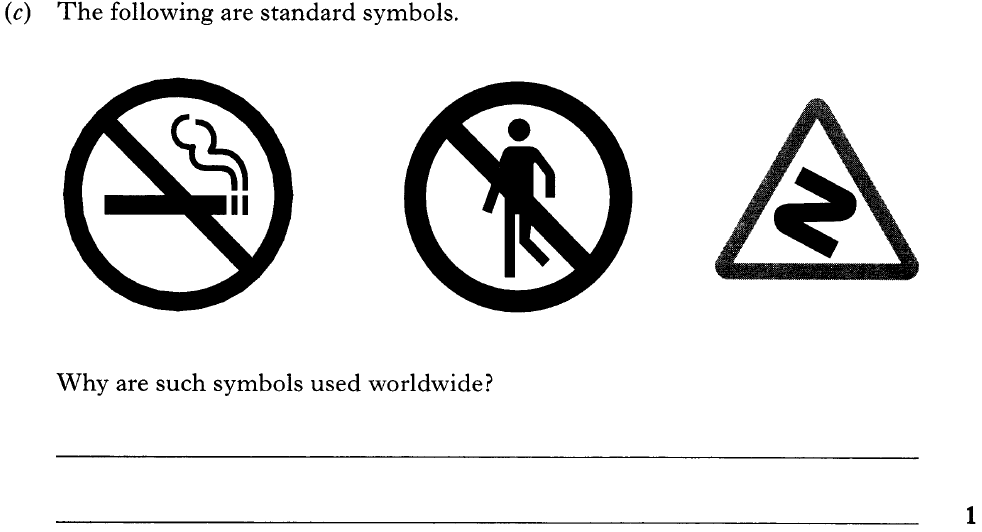 (c) The following are standard symbols.
Why are such symbols used worldwide?
1